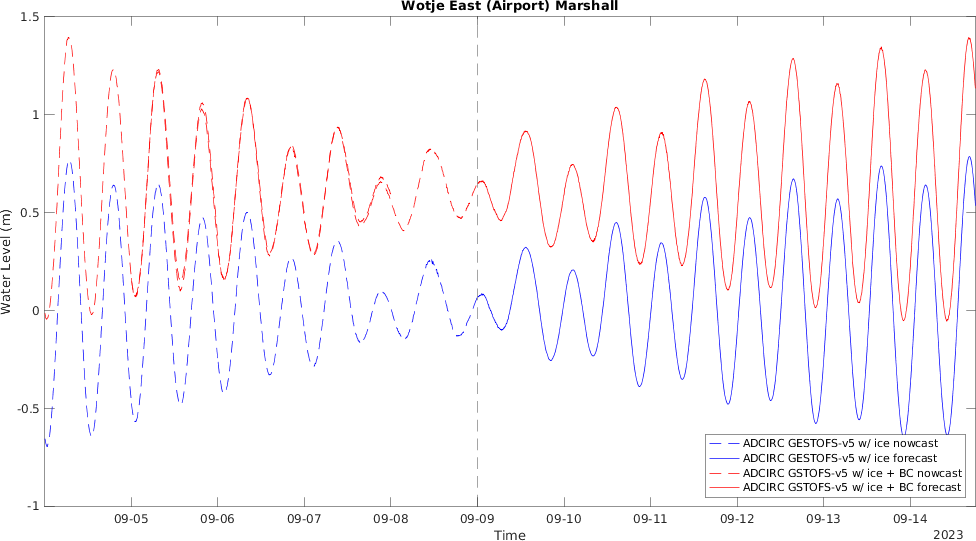 Wotje East (Airport) Marshall
1.5
1
0.5
0
-0.5
-1
Water Level (m)
09-05 09-06 09-07 09-08 09-09 09-10 09-11 09-12 09-13 09-14
Time
2023
ADCIRC GESTOFS-v5 w/ ice nowcast
ADCIRC GESTOFS-v5 w/ ice forecast
ADCIRC GSTOFS-v5 w/ ice + BC nowcast
ADCIRC GSTOFS-v5 w/ ice + BC forecast